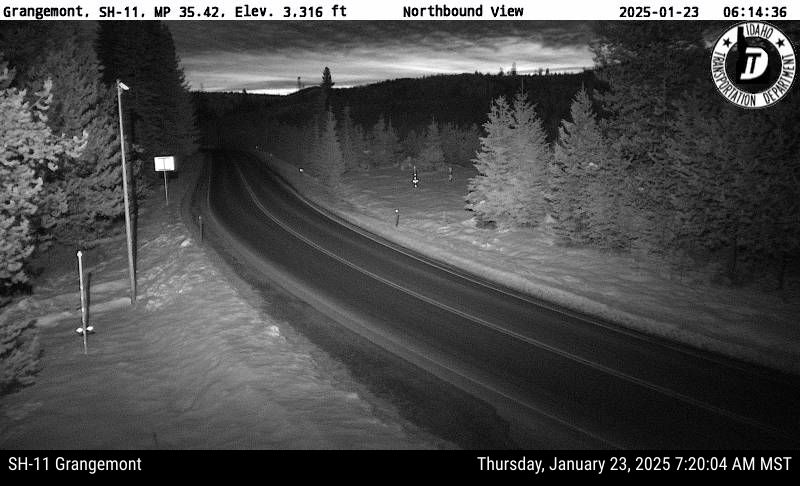 Grangemont, SH-11, MP 35.42, Elev. 3,316 ft Northbound View 2025-01-23 06:14:36
IDAHO
TRANSPORTATION DEPARTMENT
SH-11 Grangemont Thursday, January 23, 2025 7:20:04 AM MST